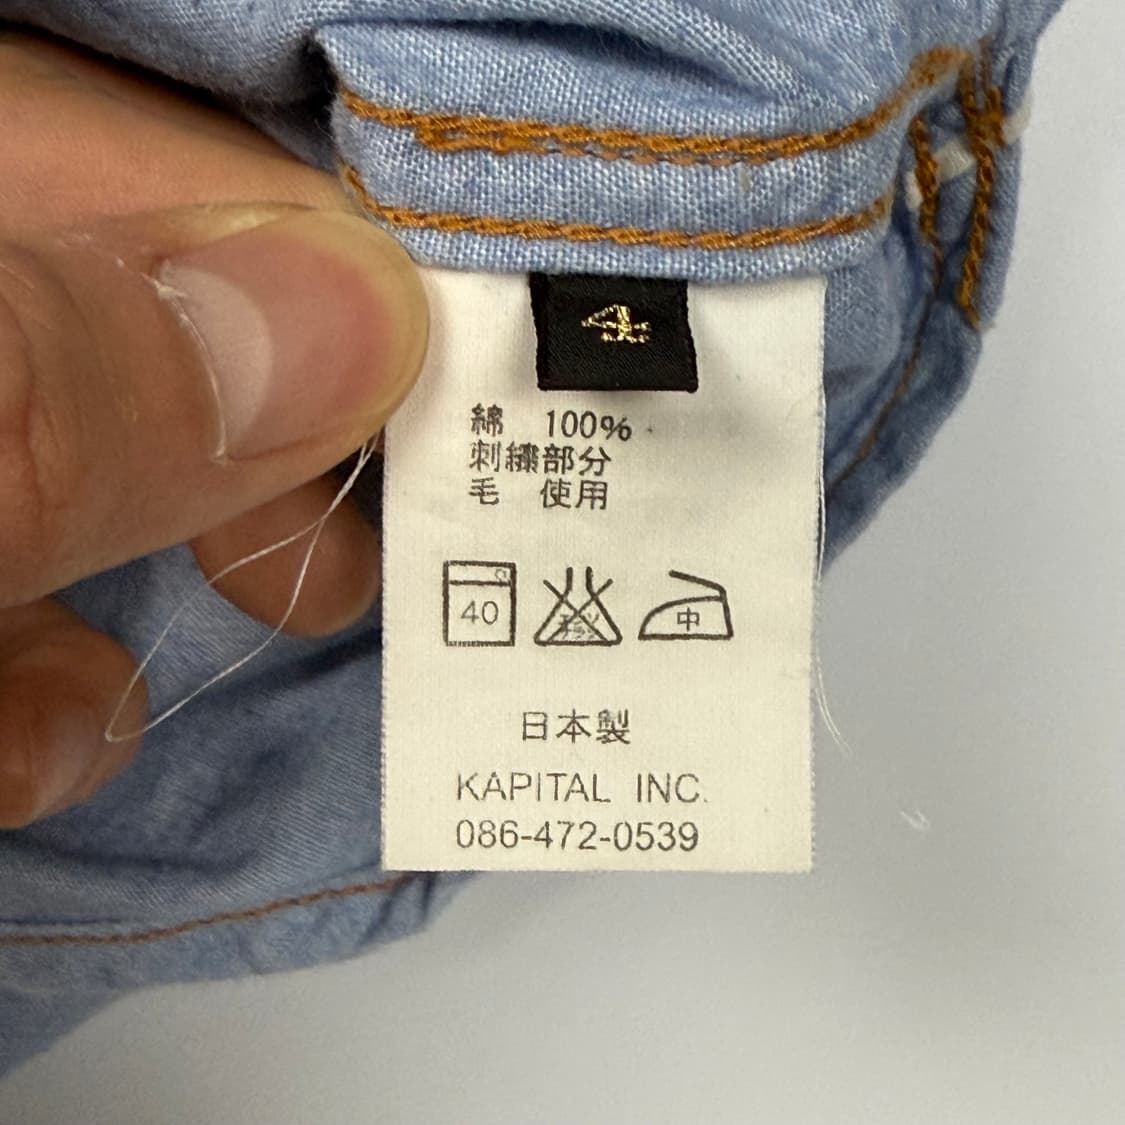 4
綿 100%
刺繍部分
毛 使用
40
中
日本製
KAPITAL INC.
086-472-0539